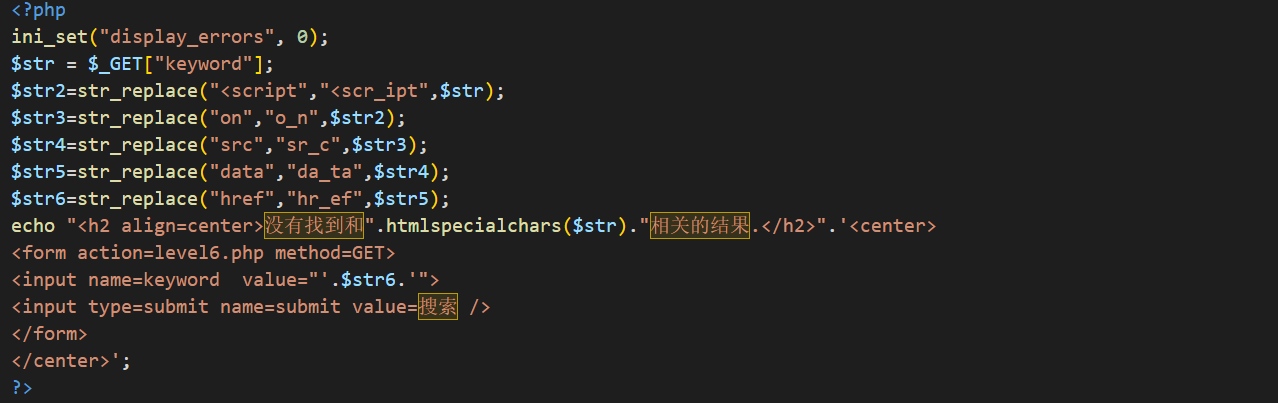 <?php
ini_set("display_errors", 0);
$str = $_GET["keyword"];
$str2=str_replace("<script","<scr_ipt",$str);
$str3=str_replace("on","o_n",$str2);
$str4=str_replace("src","sr_c",$str3);
$str5=str_replace("data","da_ta",$str4);
$str6=str_replace("href","hr_ef",$str5);
echo "<h2 align=center>没有找到和".htmlspecialchars($str)."相关的结果.</h2>".'<center>
<form action=level6.php method=GET>
<input name=keyword  value="'.$str6.'">
<input type=submit name=submit value=搜索 />
</form>
</center>';
?>